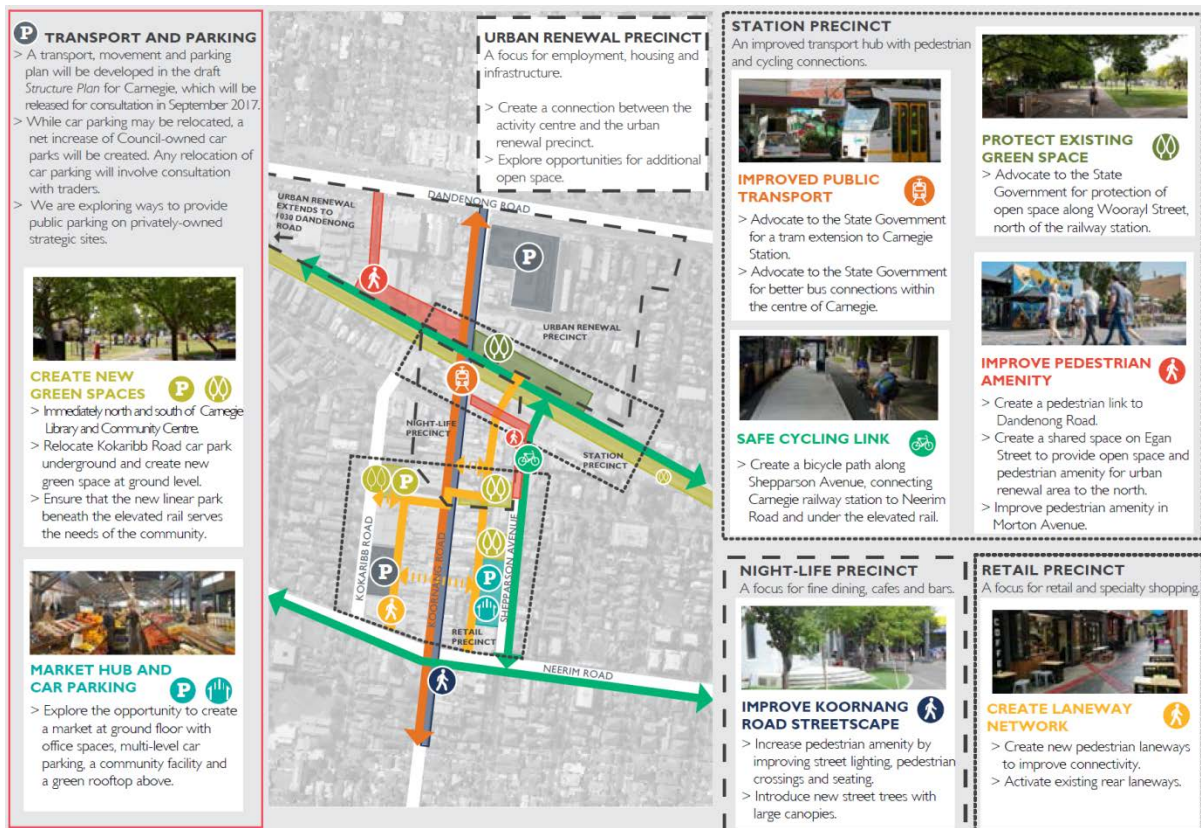 P TRANSPORT AND PARKING
> A transport, movement and parking
plan will be developed in the draft
Structure Plan for Carnegie, which will be
released for consultation in September 2017.
> While car parking may be relocated, a
net increase of Council-owned car
parks will be created. Any relocation of
car parking will involve consultation
with traders.
> We are exploring ways to provide
public parking on privately-owned
strategic sites.
CREATE NEW
GREEN SPACES P
> Immediately north and south of Carnegie
Library and Community Centre.
> Relocate Kokaribb Road car park
underground and create new
green space at ground level.
> Ensure that the new linear park
beneath the elevated rail serves
the needs of the community.
MARKET HUB AND
CAR PARKING P
> Explore the opportunity to create
a market at ground floor with
office spaces, multi-level car
parking, a community facility and
a green rooftop above.
URBAN RENEWAL PRECINCT
A focus for employment, housing and
infrastructure.
> Create a connection between the
activity centre and the urban
renewal precinct.
> Explore opportunities for additional
open space.
DANDENONG ROAD
URBAN RENEWAL
EXTENDS TO
1030 DANDENONG
ROAD
P
URBAN RENEWAL
PRECINCT
NIGHT-LIFE
PRECINCT
STATION
PRECINCT
P
KOKARIBB ROAD
KOORNANG ROAD
SHEPPARSON AVENUE
P
P
RETAIL
PRECINCT
NEERIM ROAD
STATION PRECINCT
An improved transport hub with pedestrian
and cycling connections.
IMPROVED PUBLIC
TRANSPORT
> Advocate to the State Government
for a tram extension to Carnegie
Station.
> Advocate to the State Government
for better bus connections within
the centre of Carnegie.
SAFE CYCLING LINK
> Create a bicycle path along
Shepparson Avenue, connecting
Carnegie railway station to Neerim
Road and under the elevated rail.
PROTECT EXISTING
GREEN SPACE
> Advocate to the State
Government for protection of
open space along Woorayl Street,
north of the railway station.
IMPROVE PEDESTRIAN
AMENITY
> Create a pedestrian link to
Dandenong Road.
> Create a shared space on Egan
Street to provide open space and
pedestrian amenity for urban
renewal area to the north.
> Improve pedestrian amenity in
Morton Avenue.
NIGHT-LIFE PRECINCT
A focus for fine dining, cafes and bars.
IMPROVE KOORNANG
ROAD STREETSCAPE
> Increase pedestrian amenity by
improving street lighting, pedestrian
crossings and seating.
> Introduce new street trees with
large canopies.
RETAIL PRECINCT
A focus for retail and specialty shopping.
CREATE LANEWAY
NETWORK
> Create new pedestrian laneways
to improve connectivity.
> Activate existing rear laneways.